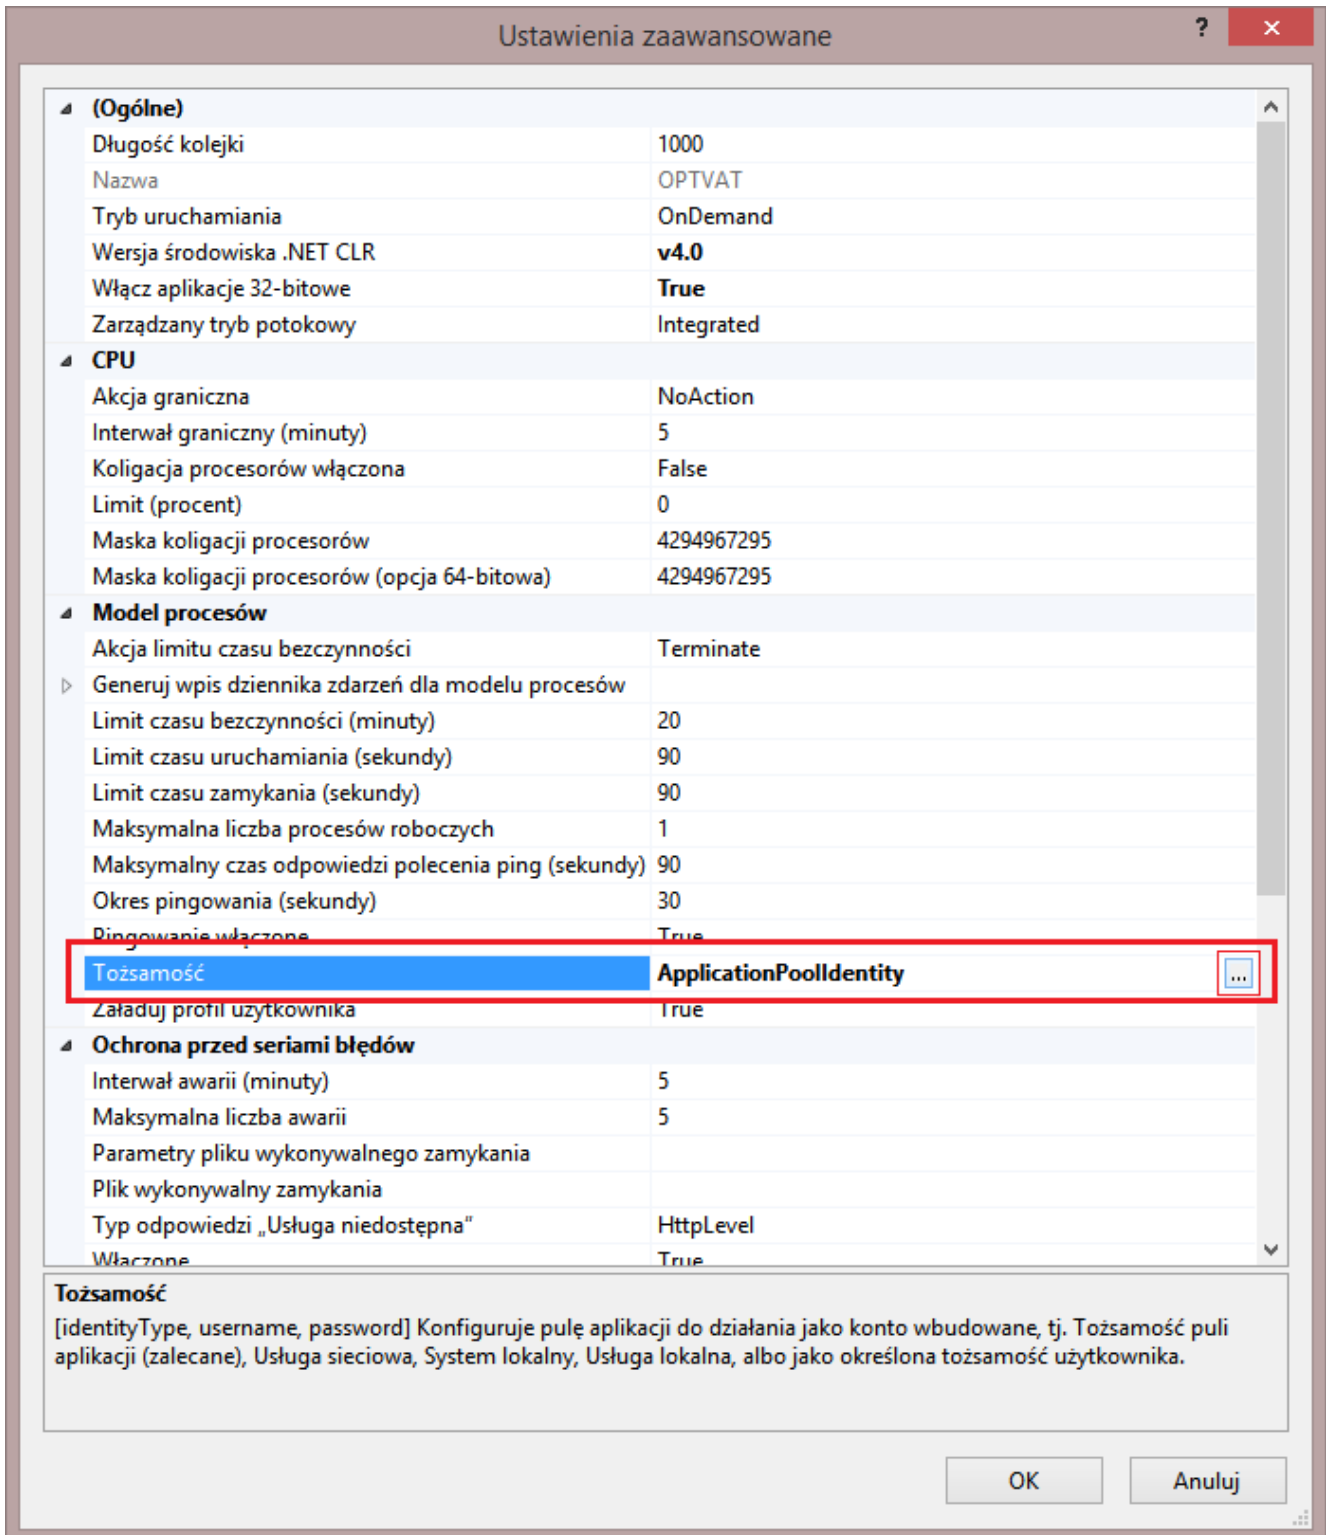 Ustawienia zaawansowane ?
(Ogólne)
Długość kolejki 1000
Nazwa OPTVAT
Tryb uruchamiania OnDemand
Wersja środowiska .NET CLR v4.0
Włącz aplikacje 32-bitowe True
Zarządzany tryb potokowy Integrated
CPU
Akcja graniczna NoAction
Interwał graniczny (minuty) 5
Koligacja procesorów włączona False
Limit (procent) 0
Maska koligacji procesorów 4294967295
Maska koligacji procesorów (opcja 64-bitowa) 4294967295
Model procesów
Akcja limitu czasu bezczynności Terminate
Generuj wpis dziennika zdarzeń dla modelu procesów
Limit czasu bezczynności (minuty) 20
Limit czasu uruchamiania (sekundy) 90
Limit czasu zamykania (sekundy) 90
Maksymalna liczba procesów roboczych 1
Maksymalny czas odpowiedzi polecenia ping (sekundy) 90
Okres pingowania (sekundy) 30
Pingowanie włączone True
Tożsamość ApplicationPoolIdentity ...
Załaduj profil użytkownika True
Ochrona przed seriami błędów
Interwał awarii (minuty) 5
Maksymalna liczba awarii 5
Parametry pliku wykonywalnego zamykania
Plik wykonywalny zamykania
Typ odpowiedzi „Usługa niedostępna" HttpLevel
Włączone True
Tożsamość
[identityType, username, password] Konfiguruje pulę aplikacji do działania jako konto wbudowane, tj. Tożsamość puli
aplikacji (zalecane), Usługa sieciowa, System lokalny, Usługa lokalna, albo jako określona tożsamość użytkownika.
OK Anuluj